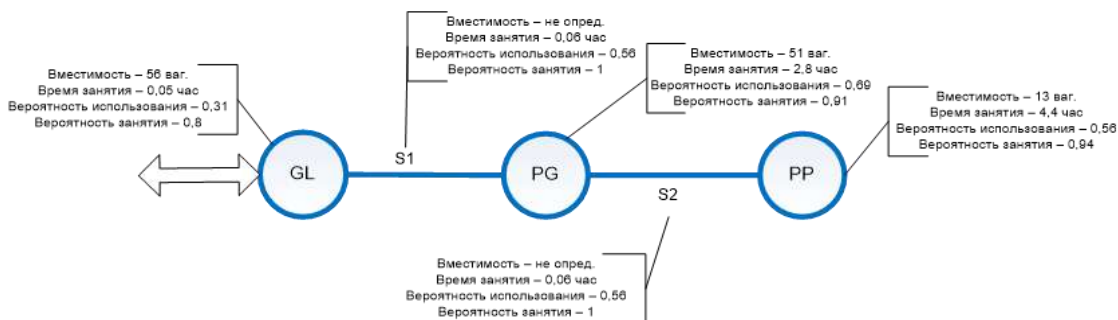 Вместимость – не опред.
Время занятия – 0,06 час
Вероятность использования – 0,56
Вероятность занятия – 1
Вместимость – 51 ваг.
Время занятия – 2,8 час
Вероятность использования – 0,69
Вероятность занятия – 0,91
Вместимость – 56 ваг.
Время занятия – 0,05 час
Вероятность использования – 0,31
Вероятность занятия – 0,8
Вместимость – 13 ваг.
Время занятия – 4,4 час
Вероятность использования – 0,56
Вероятность занятия – 0,94
GL
S1
PG
S2
PP
Вместимость – не опред.
Время занятия – 0,06 час
Вероятность использования – 0,56
Вероятность занятия – 1